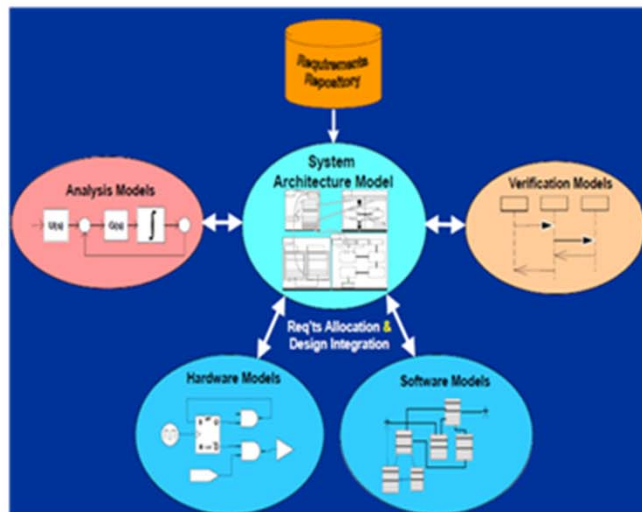 Requirements
Repository
System
Architecture Model
Analysis Models
U(s)
G(s)
∫
Verification Models
Req'ts Allocation &
Design Integration
Hardware Models
Software Models